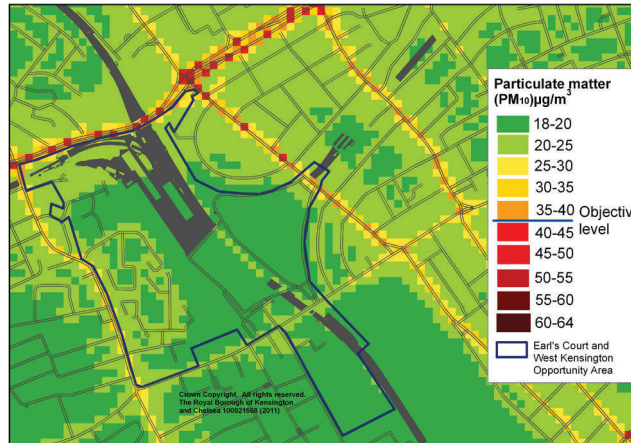 Particulate matter
(PM₁₀)µg/m³
18-20
20-25
25-30
30-35
35-40
Objective
level
40-45
45-50
50-55
55-60
60-64
Earl's Court and
West Kensington
Opportunity Area
Crown Copyright. All rights reserved.
The Royal Borough of Kensington
and Chelsea 100021668 (2011)